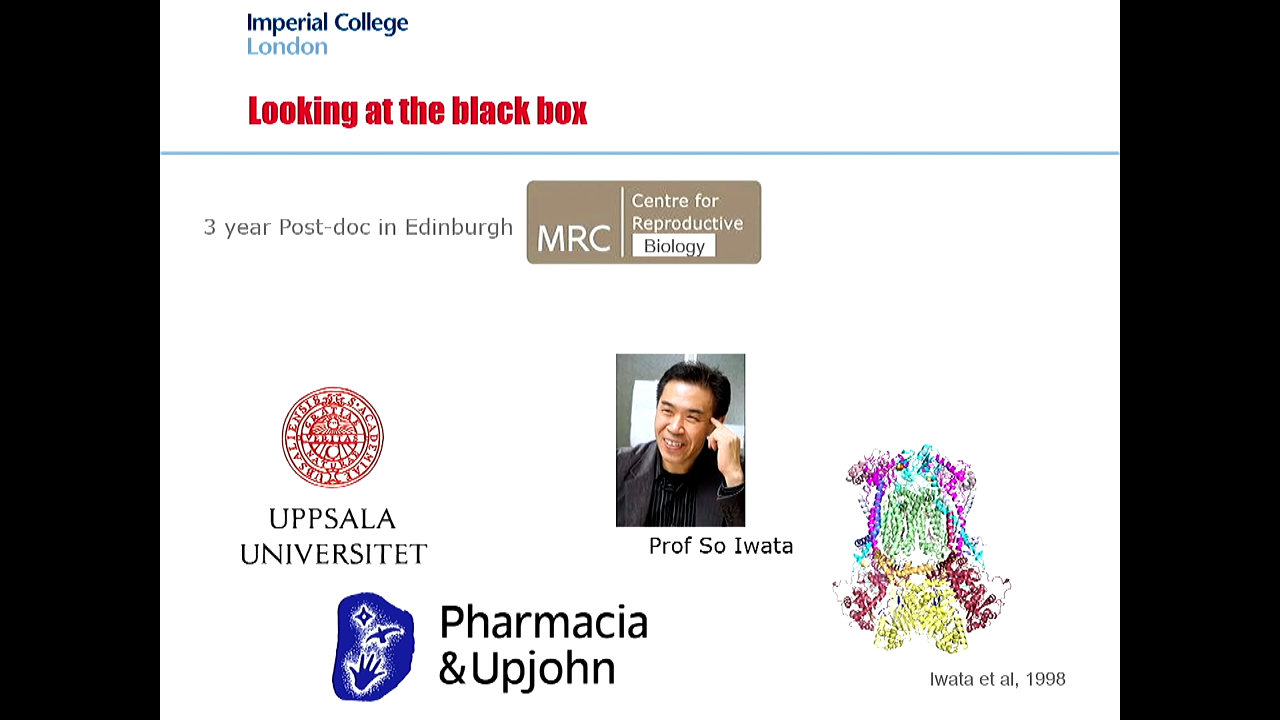 Imperial College
London
Looking at the black box
3 year Post-doc in Edinburgh
MRC
Centre for
Reproductive
Biology
UPPSALA
UNIVERSITET
Prof So Iwata
Pharmacia
&Upjohn
Iwata et al, 1998